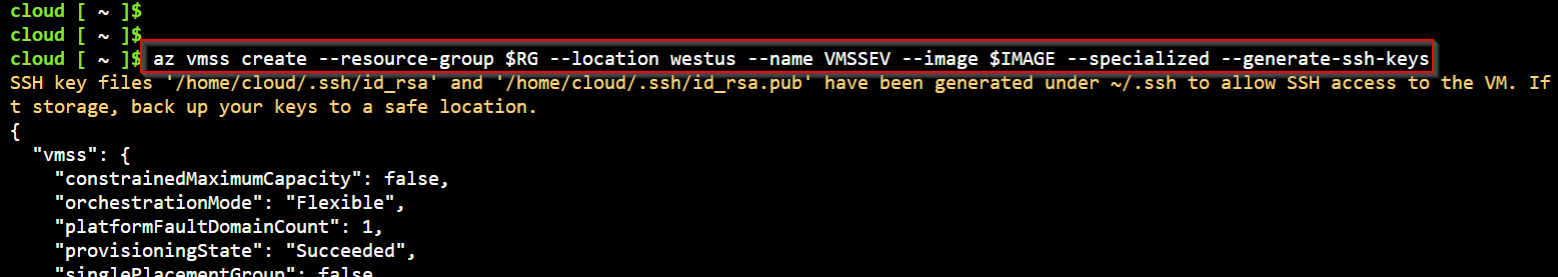 cloud [ ~ ]$
cloud [ ~ ]$
cloud [ ~ ]$ az vmss create --resource-group $RG --location westus --name VMSSEV --image $IMAGE --specialized --generate-ssh-keys
SSH key files '/home/cloud/.ssh/id_rsa' and '/home/cloud/.ssh/id_rsa.pub' have been generated under ~/.ssh to allow SSH access to the VM. If
t storage, back up your keys to a safe location.
{
  "vmss": {
    "constrainedMaximumCapacity": false,
    "orchestrationMode": "Flexible",
    "platformFaultDomainCount": 1,
    "provisioningState": "Succeeded",
    "singlePlacementGroup": false